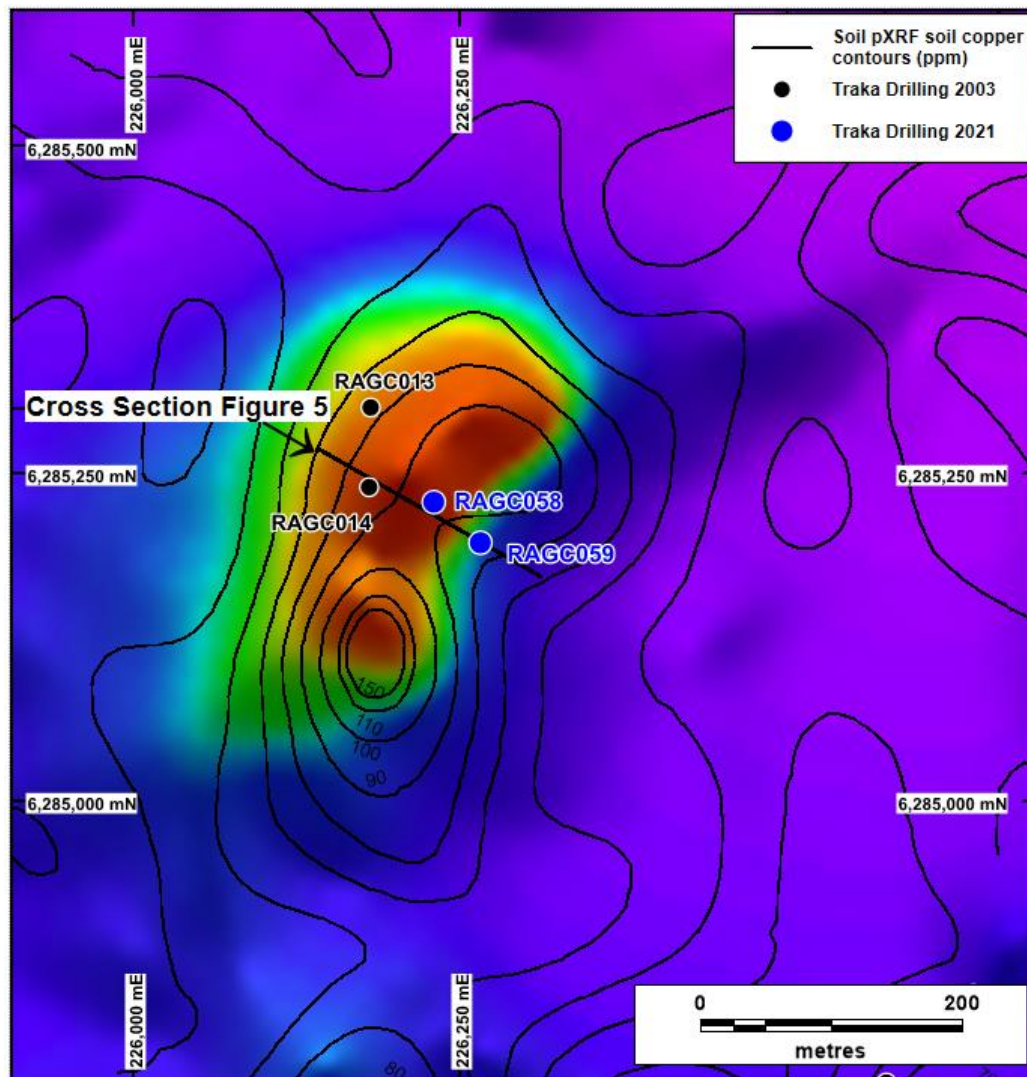 226,000 mE
226,250 mE
Soil pXRF soil copper
contours (ppm)
Traka Drilling 2003
Traka Drilling 2021
6,285,500 mN
RAGC013
Cross Section Figure 5
6,285,250 mN
6,285,250 mN
RAGC058
RAGC014
RAGC059
150
110
100
90
6,285,000 mN
6,285,000 mN
226,000 mE
226,250 mE
0
200
metres
80
70